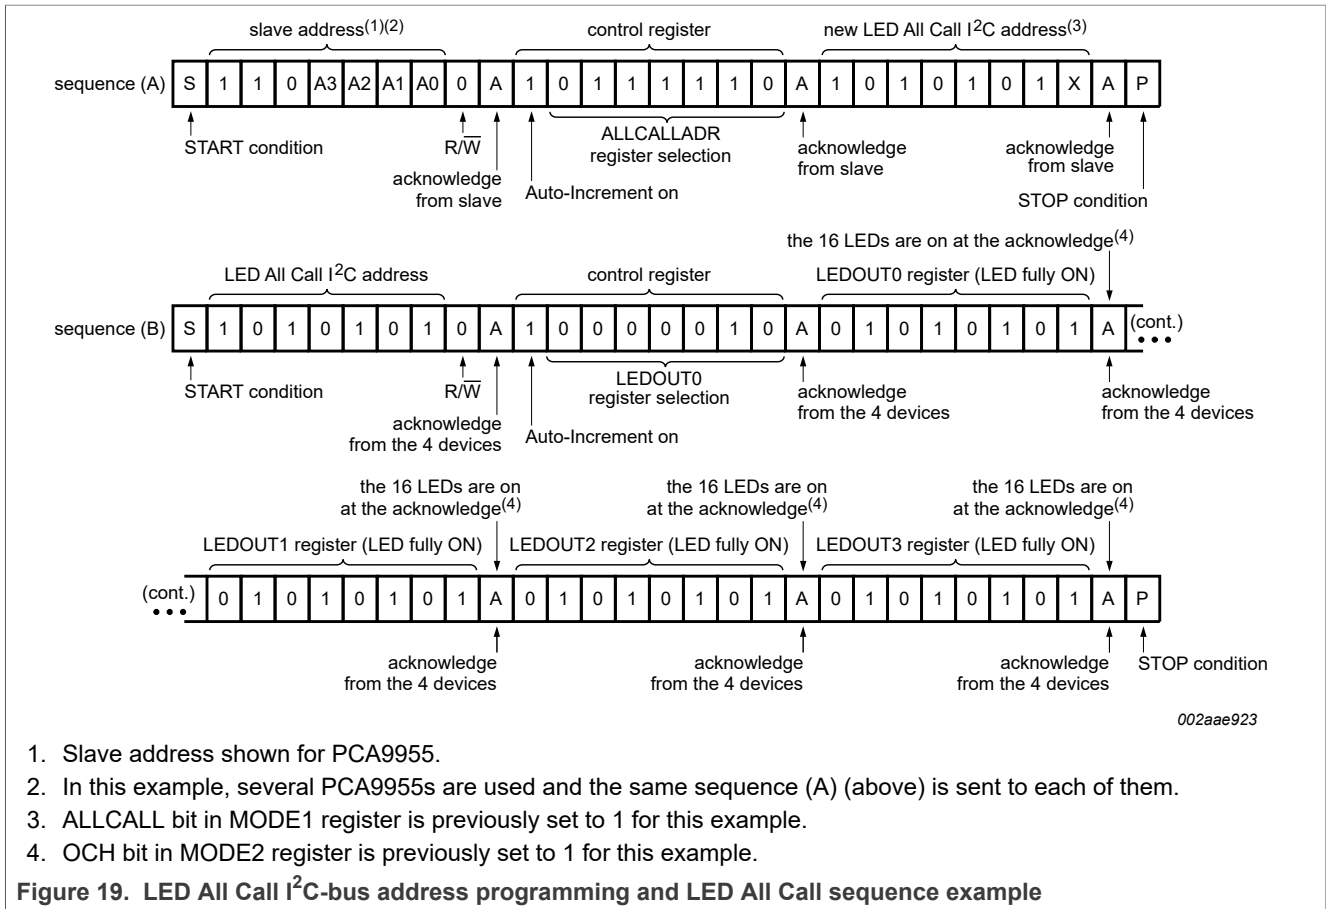 slave address(1)(2) control register new LED All Call I2C address(3)
sequence (A) S 1 1 0 A3 A2 A1 A0 0 A 1 0 1 1 1 1 1 0 A 1 0 1 0 1 0 1 X A P
START condition R/W ALLCALLADR acknowledge acknowledge
register selection from slave from slave
acknowledge Auto-Increment on STOP condition
from slave
the 16 LEDs are on at the acknowledge(4)
LED All Call I2C address control register LEDOUT0 register (LED fully ON)
sequence (B) S 1 0 1 0 1 0 1 0 A 1 0 0 0 0 0 1 0 A 0 1 0 1 0 1 0 1 A (cont.)
START condition R/W LEDOUT0 acknowledge acknowledge
register selection from the 4 devices from the 4 devices
acknowledge Auto-Increment on
from the 4 devices
the 16 LEDs are on the 16 LEDs are on the 16 LEDs are on
at the acknowledge(4) at the acknowledge(4) at the acknowledge(4)
LEDOUT1 register (LED fully ON) LEDOUT2 register (LED fully ON) LEDOUT3 register (LED fully ON)
(cont.) 0 1 0 1 0 1 0 1 A 0 1 0 1 0 1 0 1 A 0 1 0 1 0 1 0 1 A P
acknowledge acknowledge acknowledge STOP condition
from the 4 devices from the 4 devices from the 4 devices
002aae923
1. Slave address shown for PCA9955.
2. In this example, several PCA9955s are used and the same sequence (A) (above) is sent to each of them.
3. ALLCALL bit in MODE1 register is previously set to 1 for this example.
4. OCH bit in MODE2 register is previously set to 1 for this example.
Figure 19. LED All Call I2C-bus address programming and LED All Call sequence example